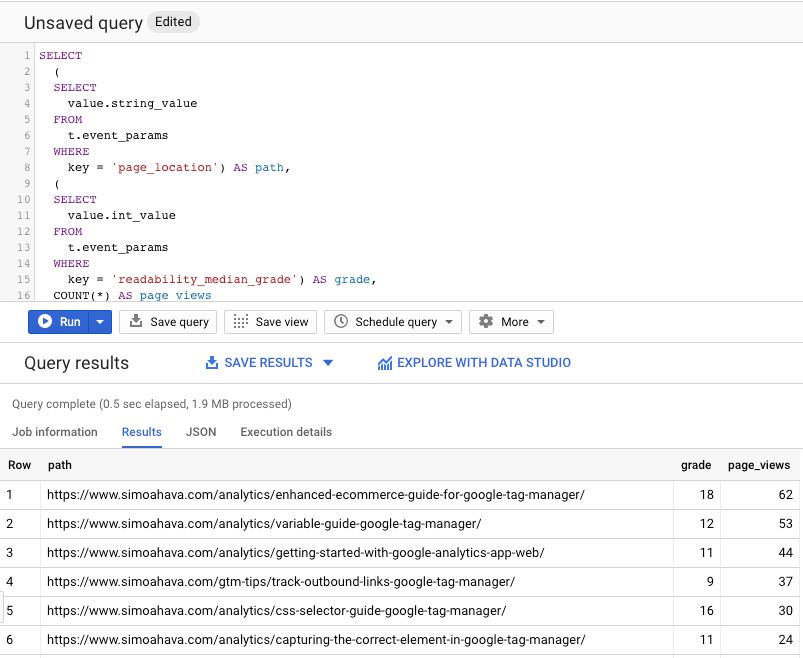 Unsaved query Edited
1 SELECT
2 (
3 SELECT
4 value.string_value
5 FROM
6 t.event_params
7 WHERE
8 key = 'page_location') AS path,
9 (
10 SELECT
11 value.int_value
12 FROM
13 t.event_params
14 WHERE
15 key = 'readability_median_grade') AS grade,
16 COUNT(*) AS page_views
Run Save query Save view Schedule query More
Query results SAVE RESULTS EXPLORE WITH DATA STUDIO
Query complete (0.5 sec elapsed, 1.9 MB processed)
Job information Results JSON Execution details
Row path grade page_views
1 https://www.simoahava.com/analytics/enhanced-ecommerce-guide-for-google-tag-manager/ 18 62
2 https://www.simoahava.com/analytics/variable-guide-google-tag-manager/ 12 53
3 https://www.simoahava.com/analytics/getting-started-with-google-analytics-app-web/ 11 44
4 https://www.simoahava.com/gtm-tips/track-outbound-links-google-tag-manager/ 9 37
5 https://www.simoahava.com/analytics/css-selector-guide-google-tag-manager/ 16 30
6 https://www.simoahava.com/analytics/capturing-the-correct-element-in-google-tag-manager/ 11 24